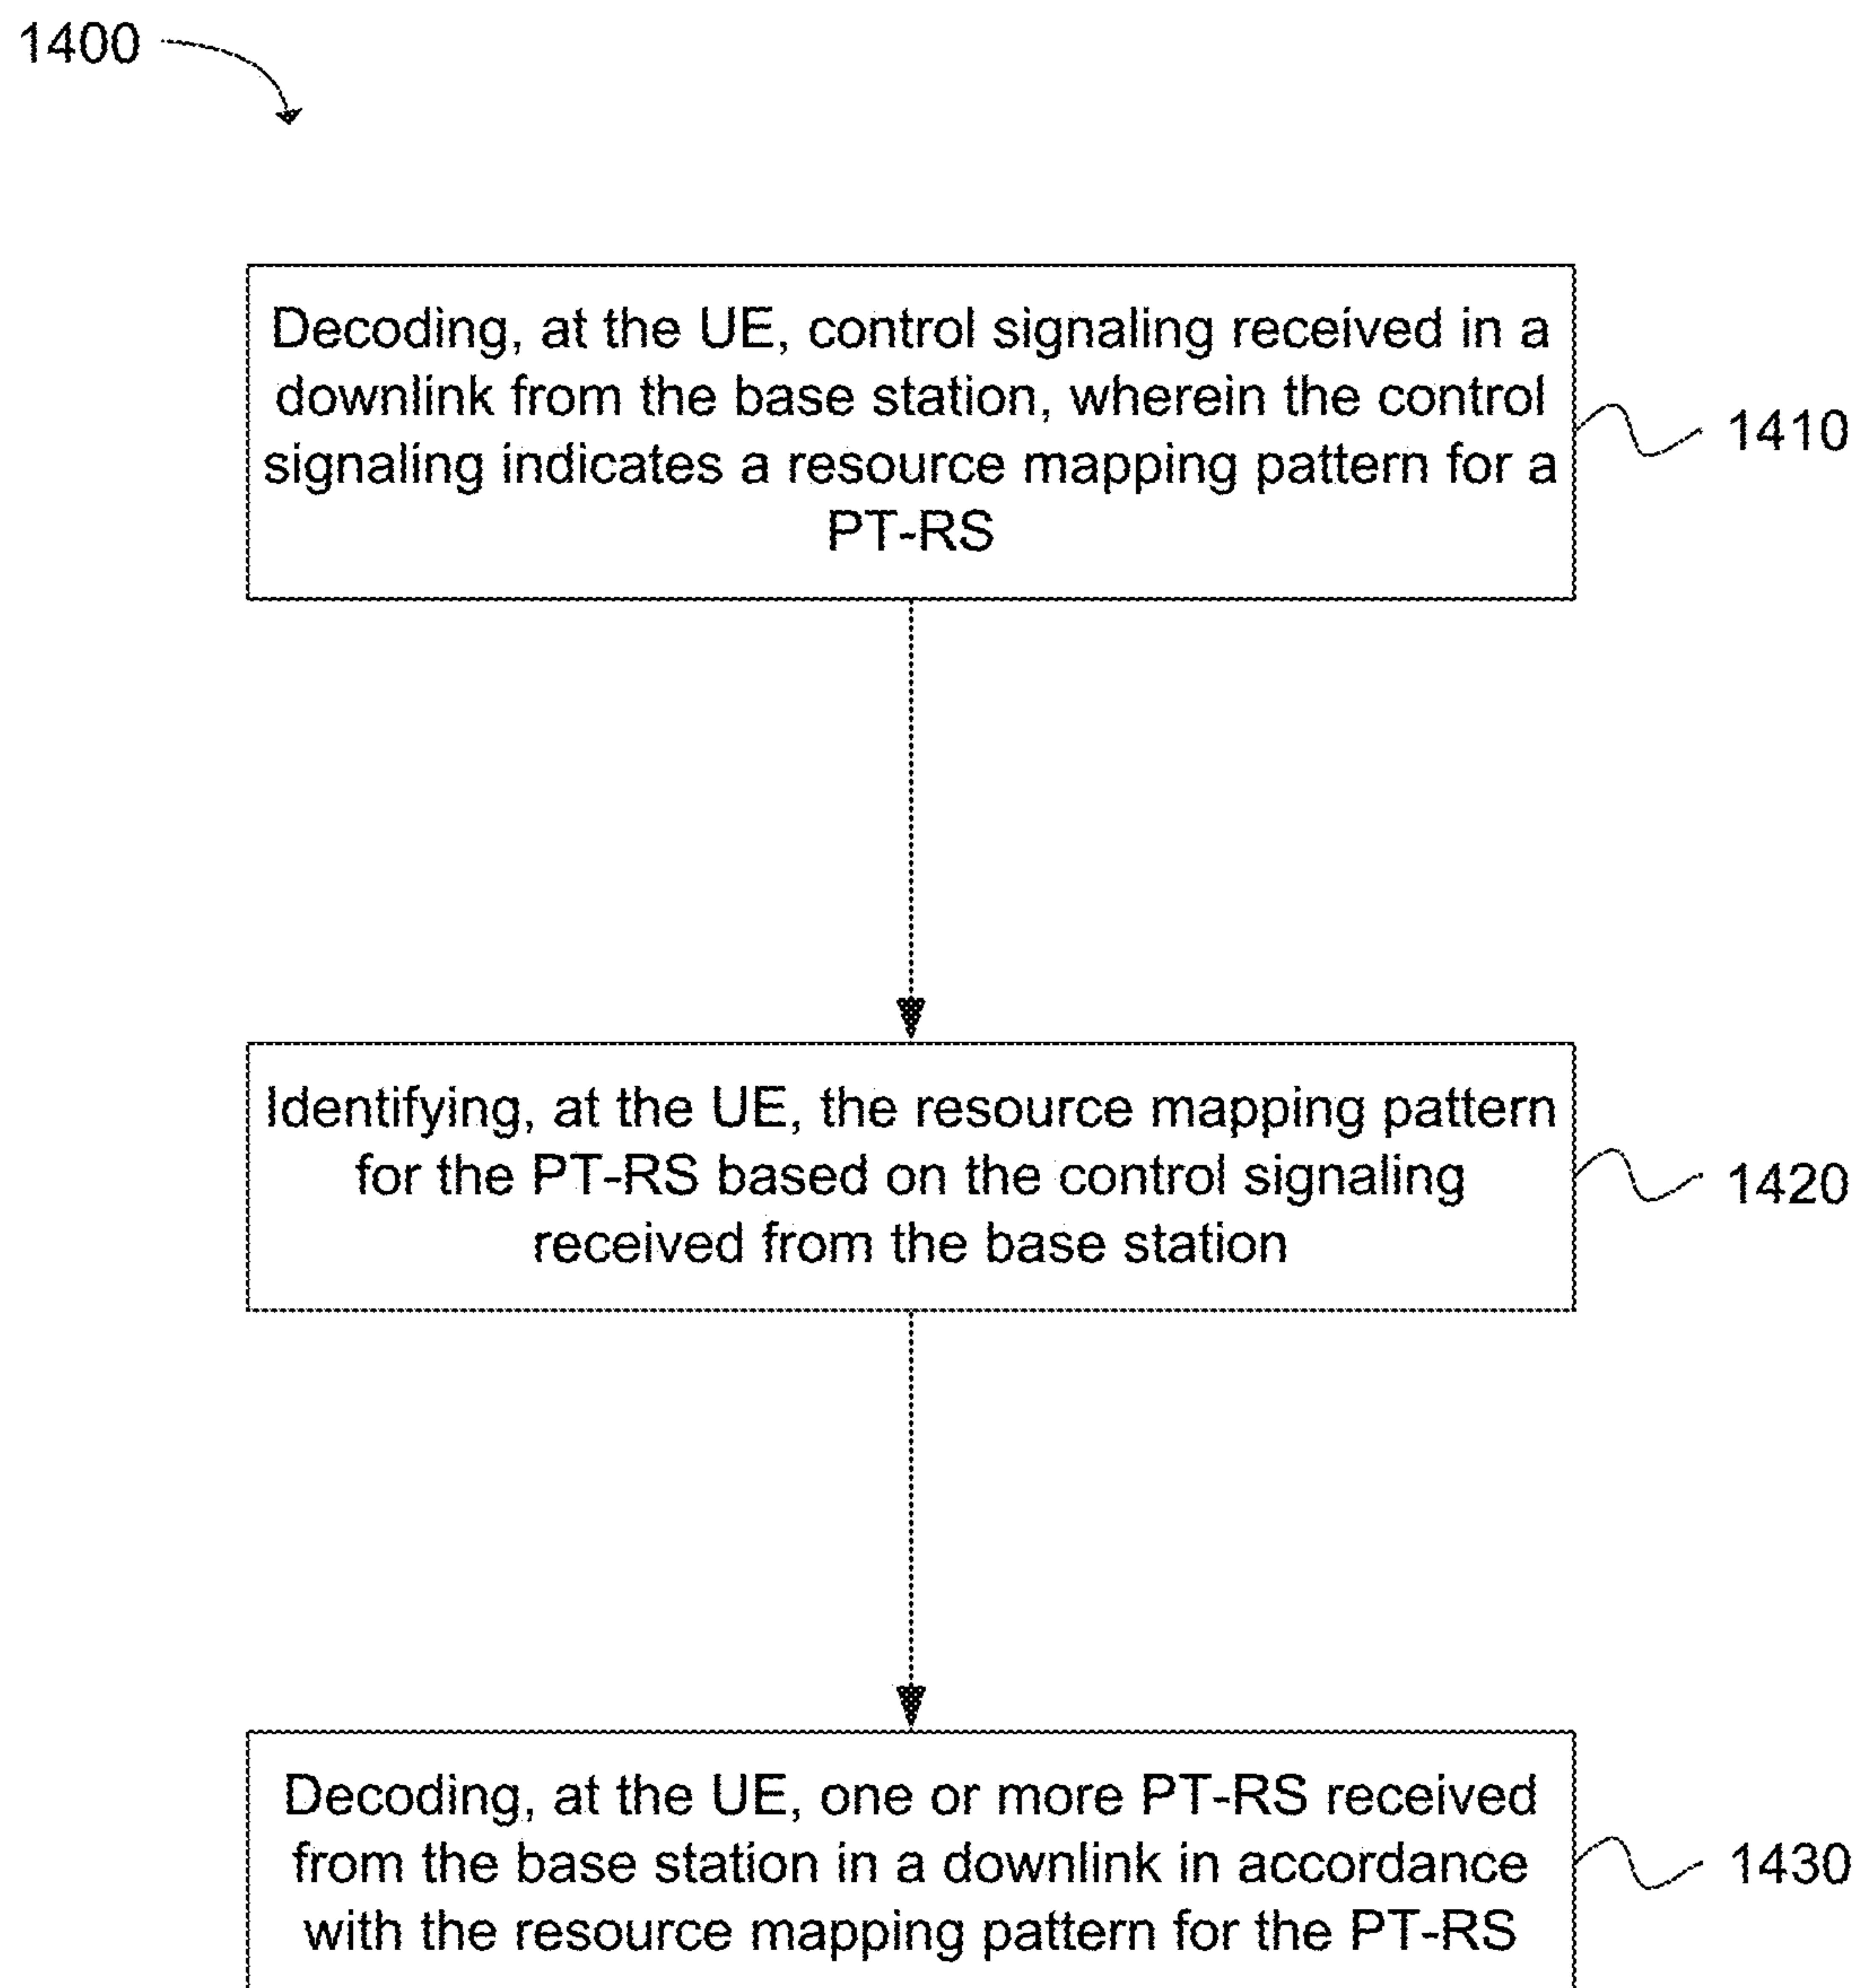 1400
Decoding, at the UE, control signaling received in a
downlink from the base station, wherein the control
signaling indicates a resource mapping pattern for a
PT-RS
1410
Identifying, at the UE, the resource mapping pattern
for the PT-RS based on the control signaling
received from the base station
1420
Decoding, at the UE, one or more PT-RS received
from the base station in a downlink in accordance
with the resource mapping pattern for the PT-RS
1430